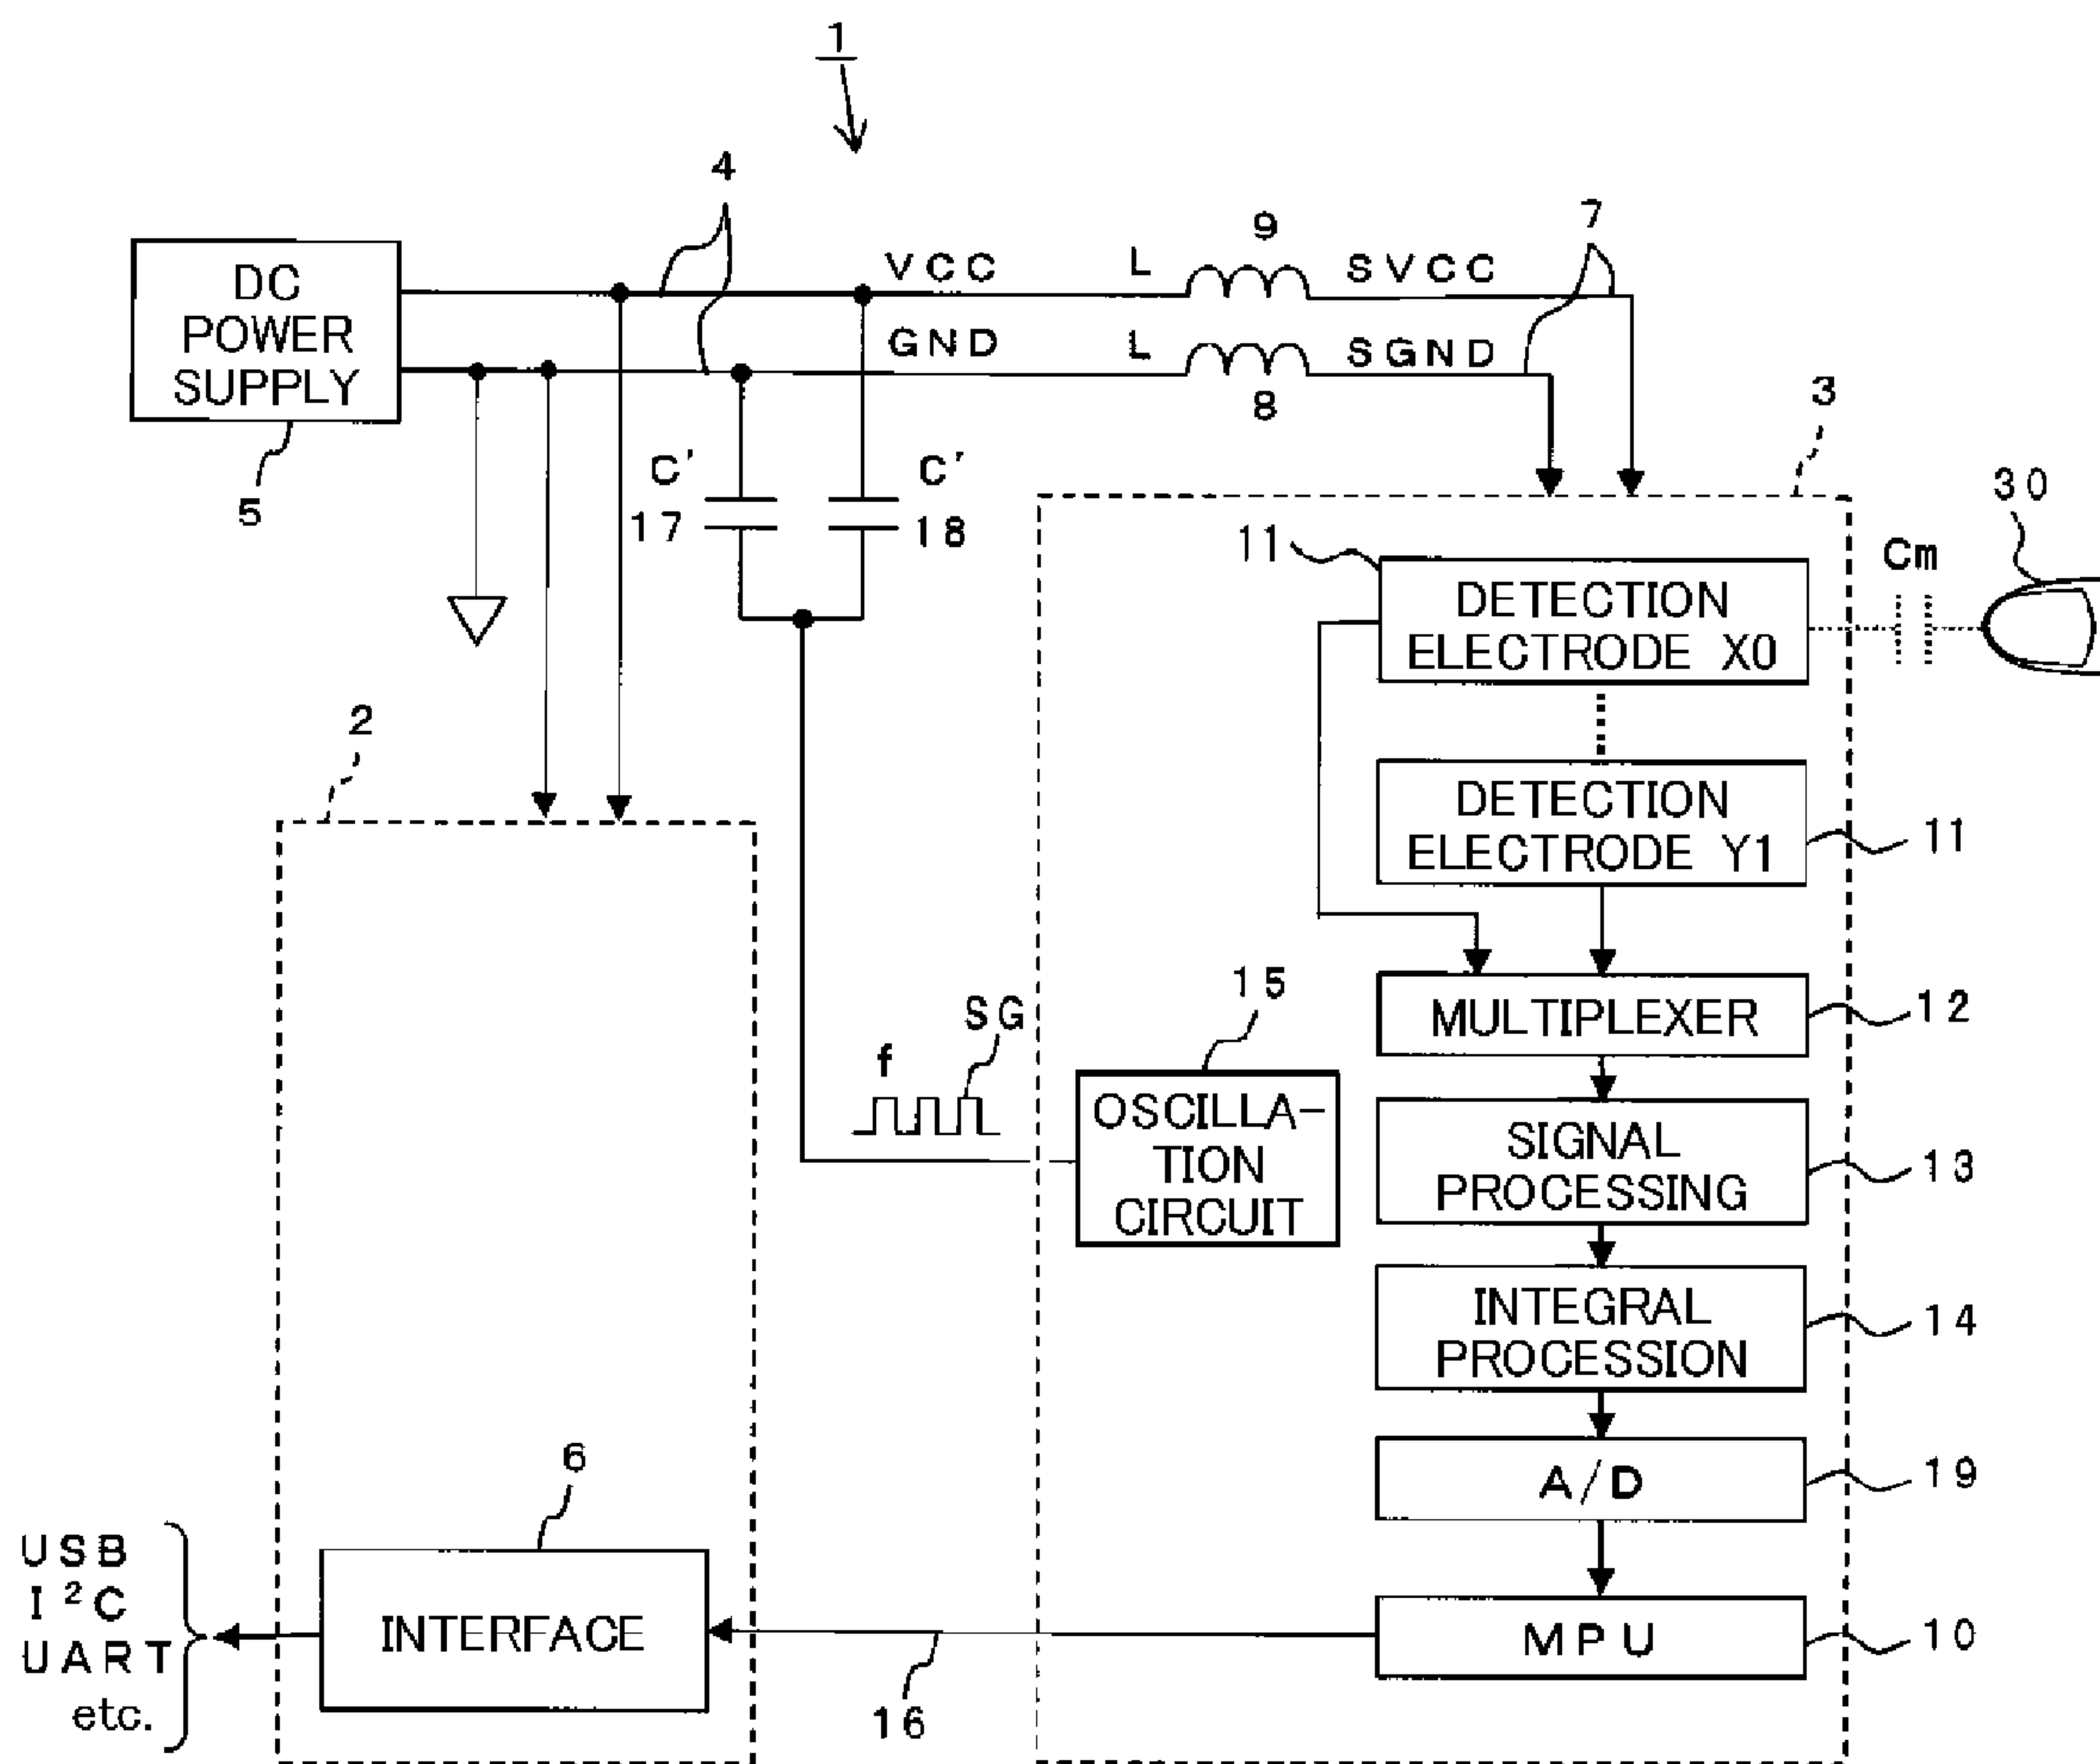 1
4
9
7
DC
POWER
SUPPLY
VCC
L
SVCC
GND
L
SGND
8
3
5
C'
17
C'
18
30
11
Cm
DETECTION
ELECTRODE X0
2
DETECTION
ELECTRODE Y1
11
15
SG
f
MULTIPLEXER
12
OSCILLA-
TION
CIRCUIT
SIGNAL
PROCESSING
13
INTEGRAL
PROCESSION
14
6
A/D
19
USB
I²C
UART
etc.
INTERFACE
16
MPU
10